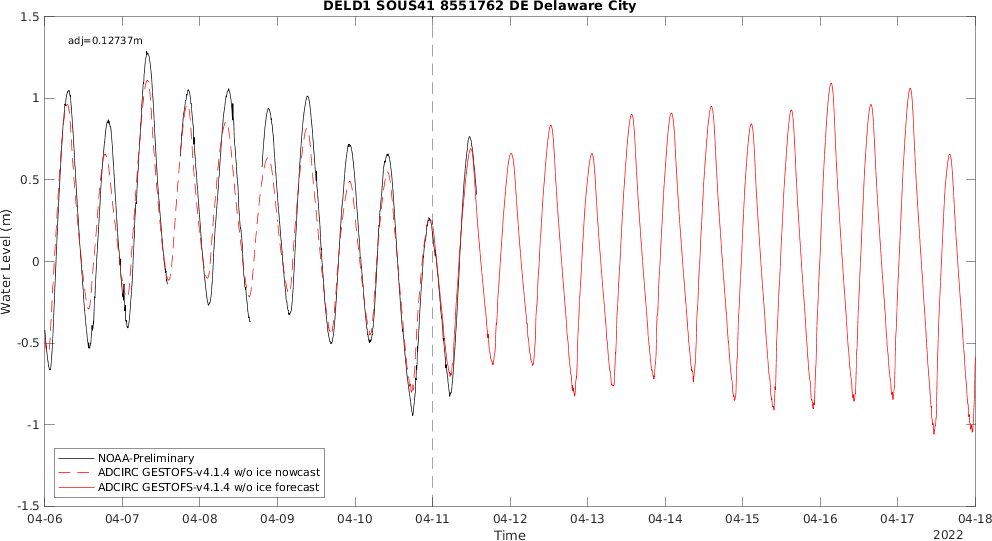 DELD1 SOUS41 8551762 DE Delaware City
adj=0.12737m
1.5
1
0.5
0
-0.5
-1
-1.5
Water Level (m)
NOAA-Preliminary
ADCIRC GESTOFS-v4.1.4 w/o ice nowcast
ADCIRC GESTOFS-v4.1.4 w/o ice forecast
04-06 04-07 04-08 04-09 04-10 04-11 04-12 04-13 04-14 04-15 04-16 04-17 04-18
Time
2022